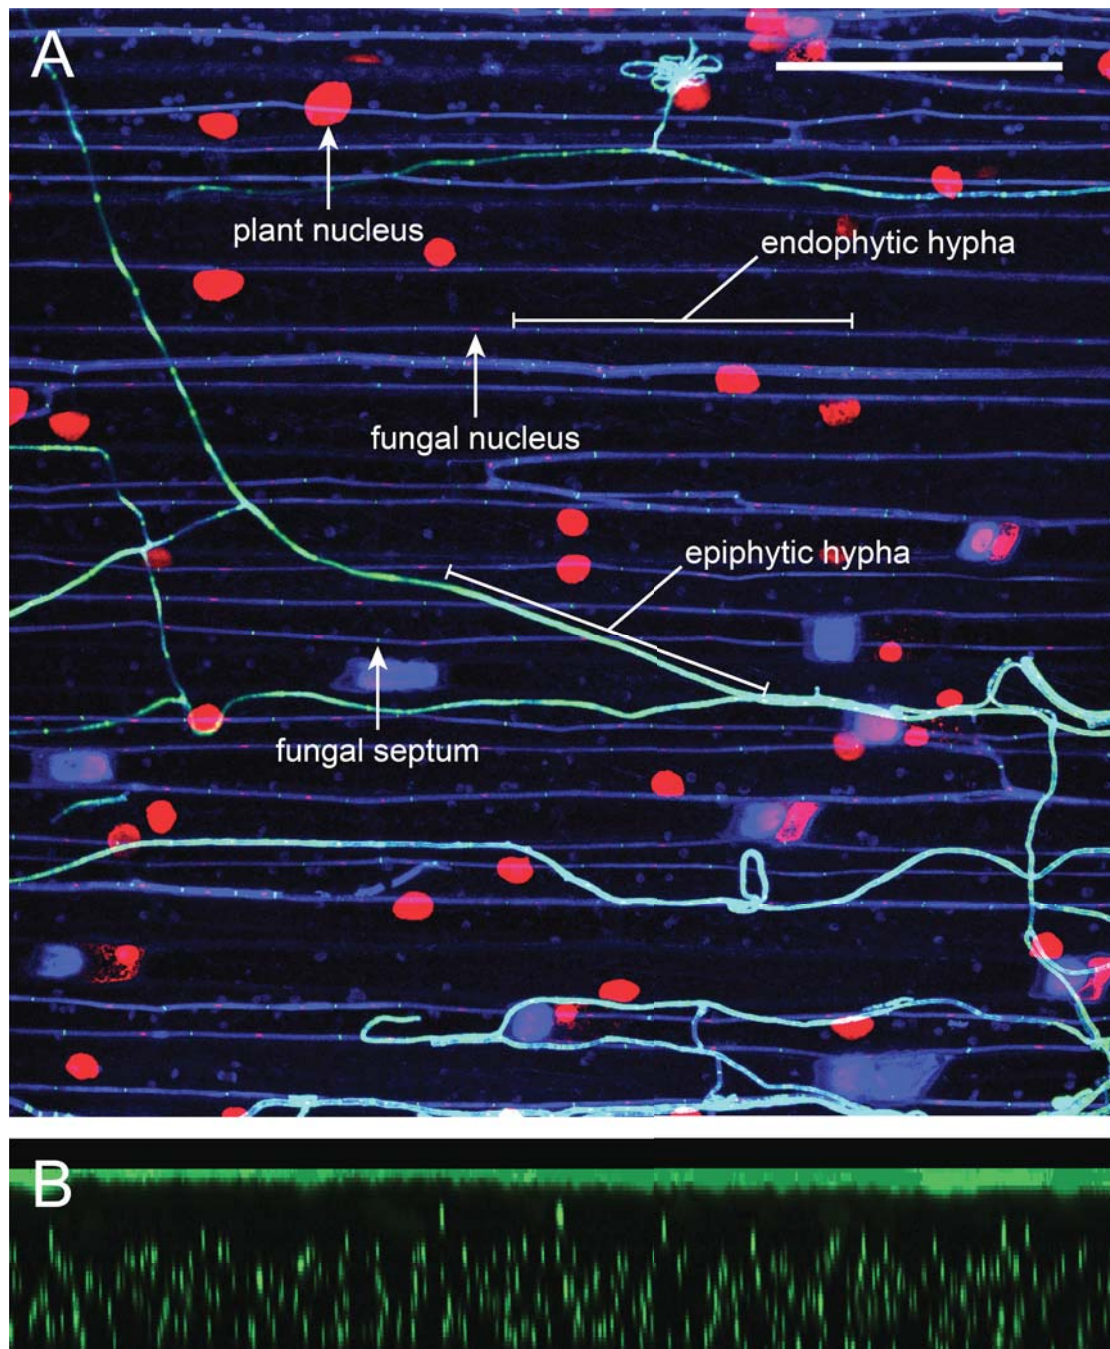 A
plant nucleus
endophytic hypha
fungal nucleus
epiphytic hypha
fungal septum
B